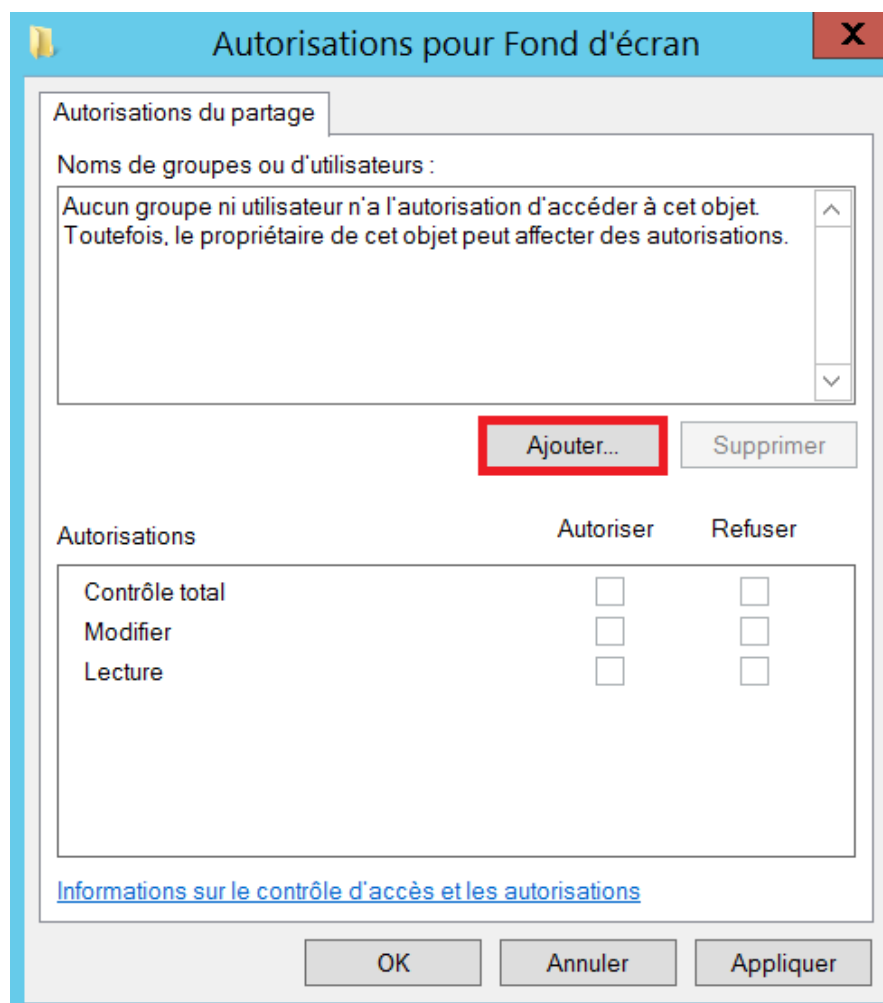 Autorisations pour Fond d'écran
X
Autorisations du partage
Noms de groupes ou d'utilisateurs :
Aucun groupe ni utilisateur n'a l'autorisation d'accéder à cet objet.
Toutefois, le propriétaire de cet objet peut affecter des autorisations.
Ajouter... Supprimer
Autorisations Autoriser Refuser
Contrôle total
Modifier
Lecture
Informations sur le contrôle d'accès et les autorisations
OK Annuler Appliquer